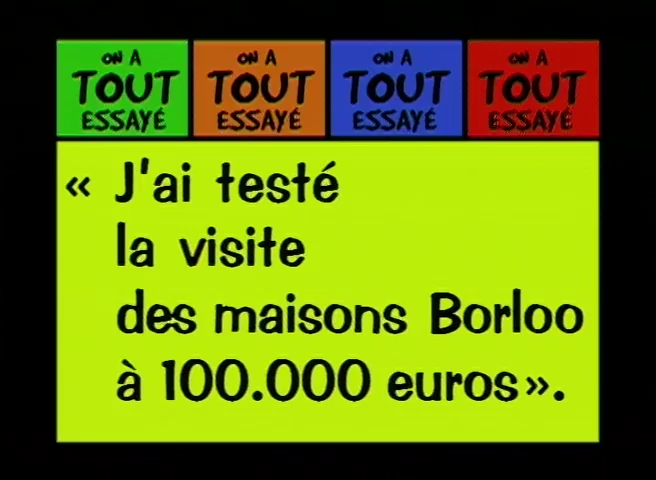 ON A TOUT ESSAYÉ
ON A TOUT ESSAYÉ
ON A TOUT ESSAYÉ
ON A TOUT ESSAYÉ
« J'ai testé
la visite
des maisons Borloo
à 100.000 euros».